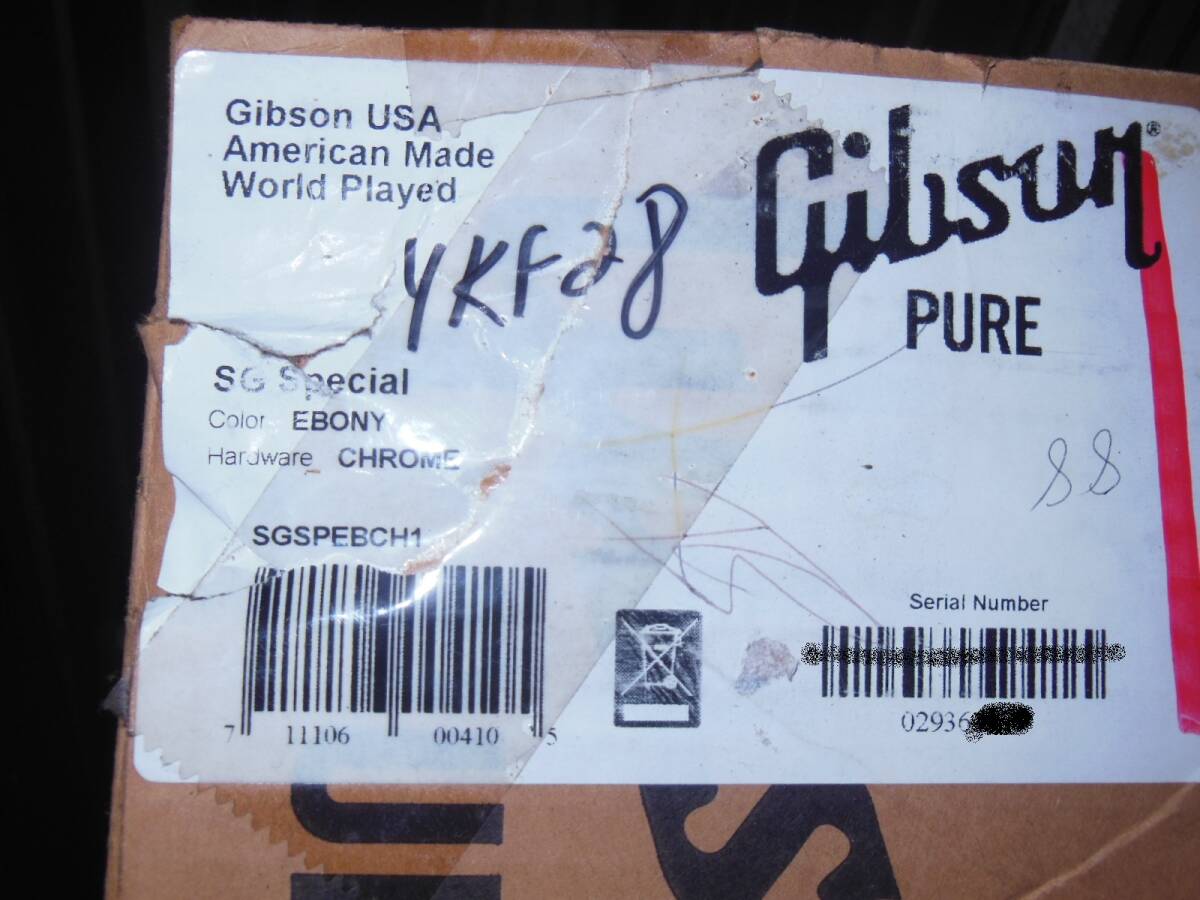 Gibson USA
American Made
World Played
Gibson®
PURE
YKF28
SG Special
Color EBONY
Hardware CHROME
88
SGSPEBCH1
7 11106 00410 5
Serial Number
02936